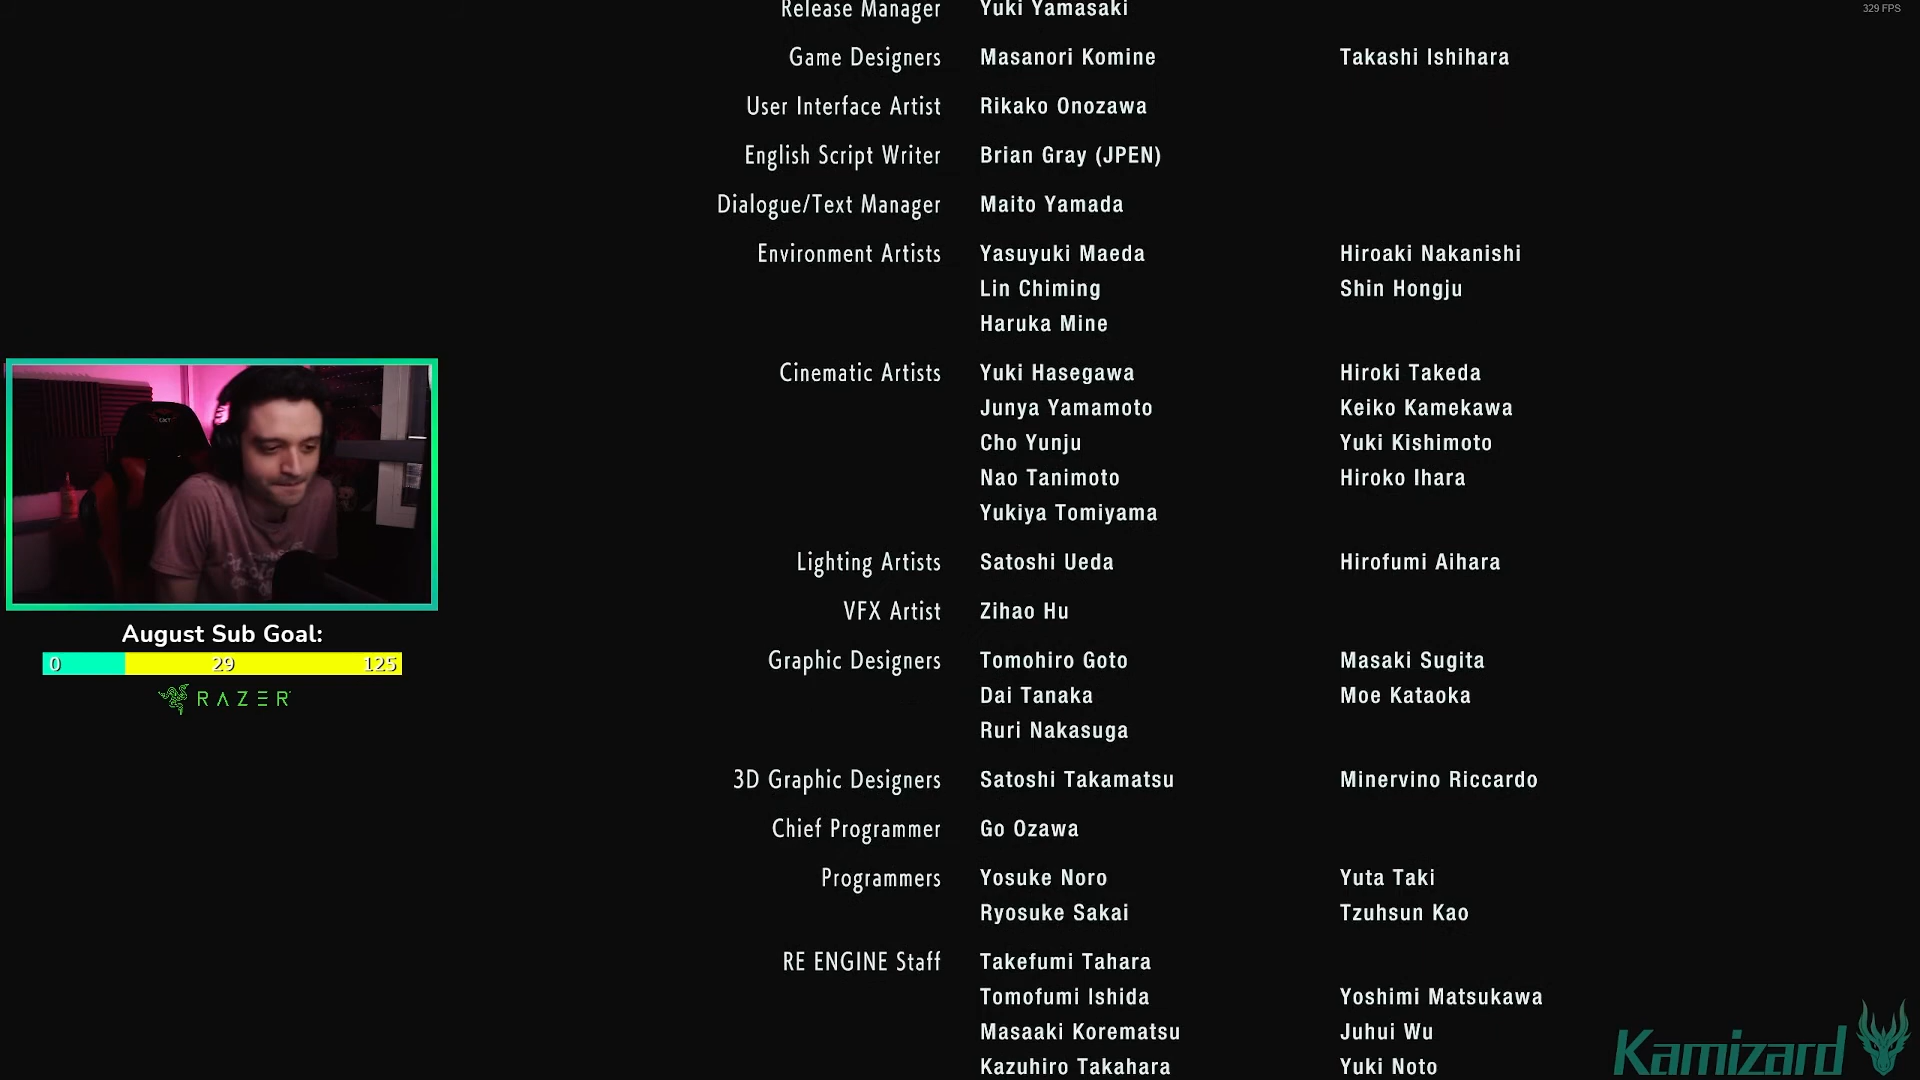 329 FPS
Release Manager Yuki Yamasaki
Game Designers Masanori Komine Takashi Ishihara
User Interface Artist Rikako Onozawa
English Script Writer Brian Gray (JPEN)
Dialogue/Text Manager Maito Yamada
Environment Artists Yasuyuki Maeda Hiroaki Nakanishi
Lin Chiming Shin Hongju
Haruka Mine
Cinematic Artists Yuki Hasegawa Hiroki Takeda
Junya Yamamoto Keiko Kamekawa
Cho Yunju Yuki Kishimoto
Nao Tanimoto Hiroko Ihara
Yukiya Tomiyama
Lighting Artists Satoshi Ueda Hirofumi Aihara
VFX Artist Zihao Hu
Graphic Designers Tomohiro Goto Masaki Sugita
Dai Tanaka Moe Kataoka
Ruri Nakasuga
3D Graphic Designers Satoshi Takamatsu Minervino Riccardo
Chief Programmer Go Ozawa
Programmers Yosuke Noro Yuta Taki
Ryosuke Sakai Tzuhsun Kao
RE ENGINE Staff Takefumi Tahara
Tomofumi Ishida Yoshimi Matsukawa
Masaaki Korematsu Juhui Wu
Kazuhiro Takahara Yuki Noto
August Sub Goal:
0 29 125
RAZER
Kamizard